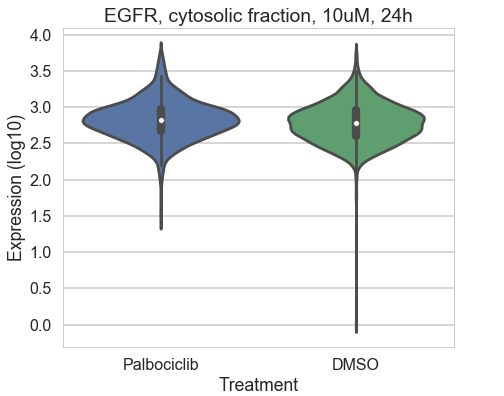 EGFR, cytosolic fraction, 10uM, 24h
4.0
3.5
3.0
2.5
2.0
1.5
1.0
0.5
0.0
Expression (log10)
Palbociclib
DMSO
Treatment